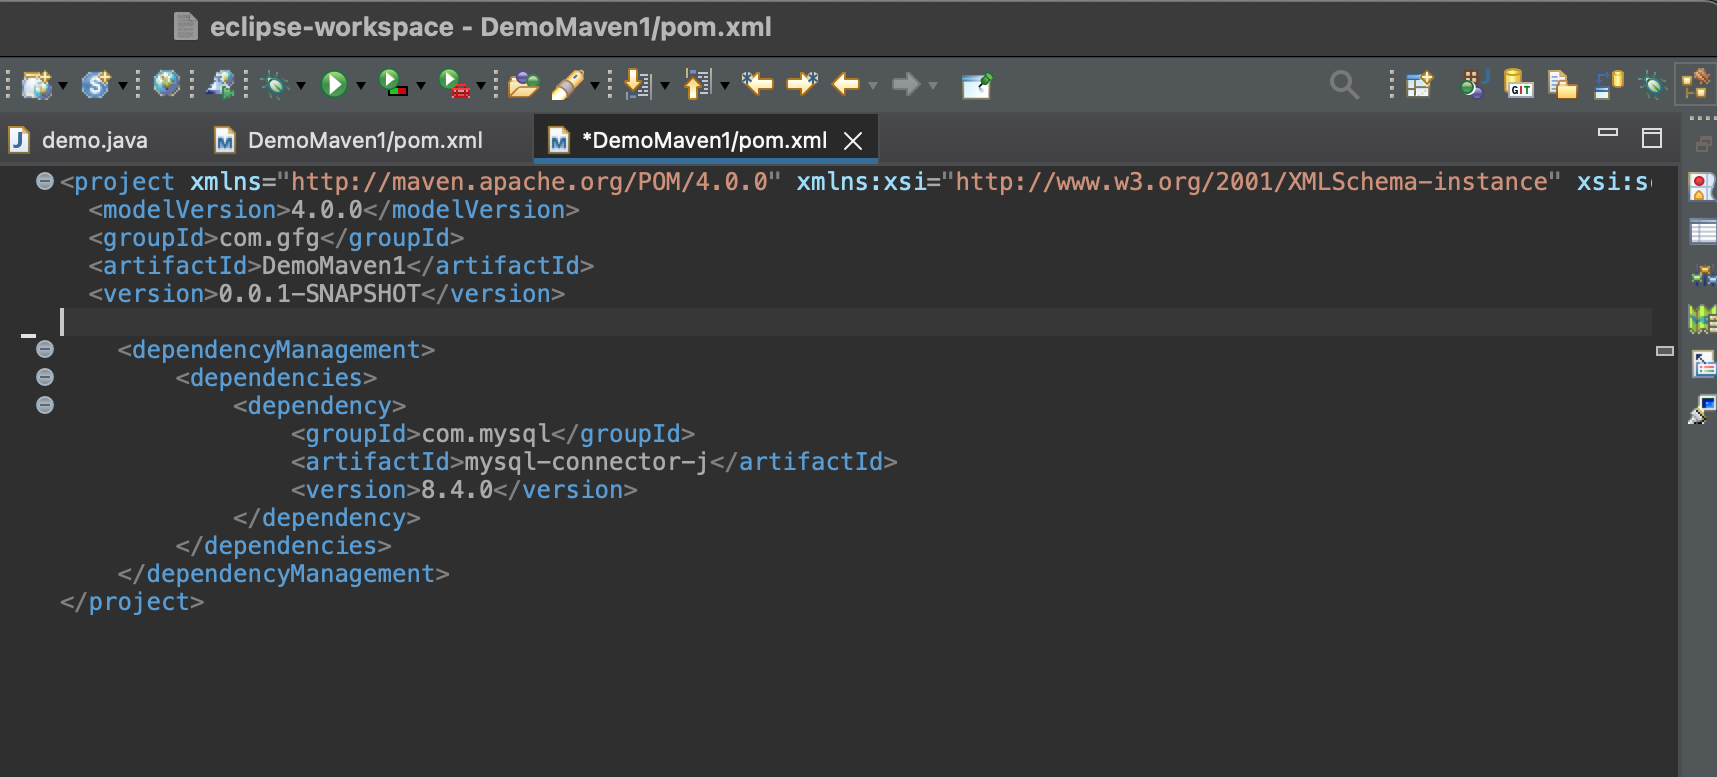 eclipse-workspace - DemoMaven1/pom.xml
GIT
demo.java DemoMaven1/pom.xml *DemoMaven1/pom.xml
<project xmlns="http://maven.apache.org/POM/4.0.0" xmlns:xsi="http://www.w3.org/2001/XMLSchema-instance" xsi:s
<modelVersion>4.0.0</modelVersion>
<groupId>com.gfg</groupId>
<artifactId>DemoMaven1</artifactId>
<version>0.0.1-SNAPSHOT</version>
<dependencyManagement>
<dependencies>
<dependency>
<groupId>com.mysql</groupId>
<artifactId>mysql-connector-j</artifactId>
<version>8.4.0</version>
</dependency>
</dependencies>
</dependencyManagement>
</project>